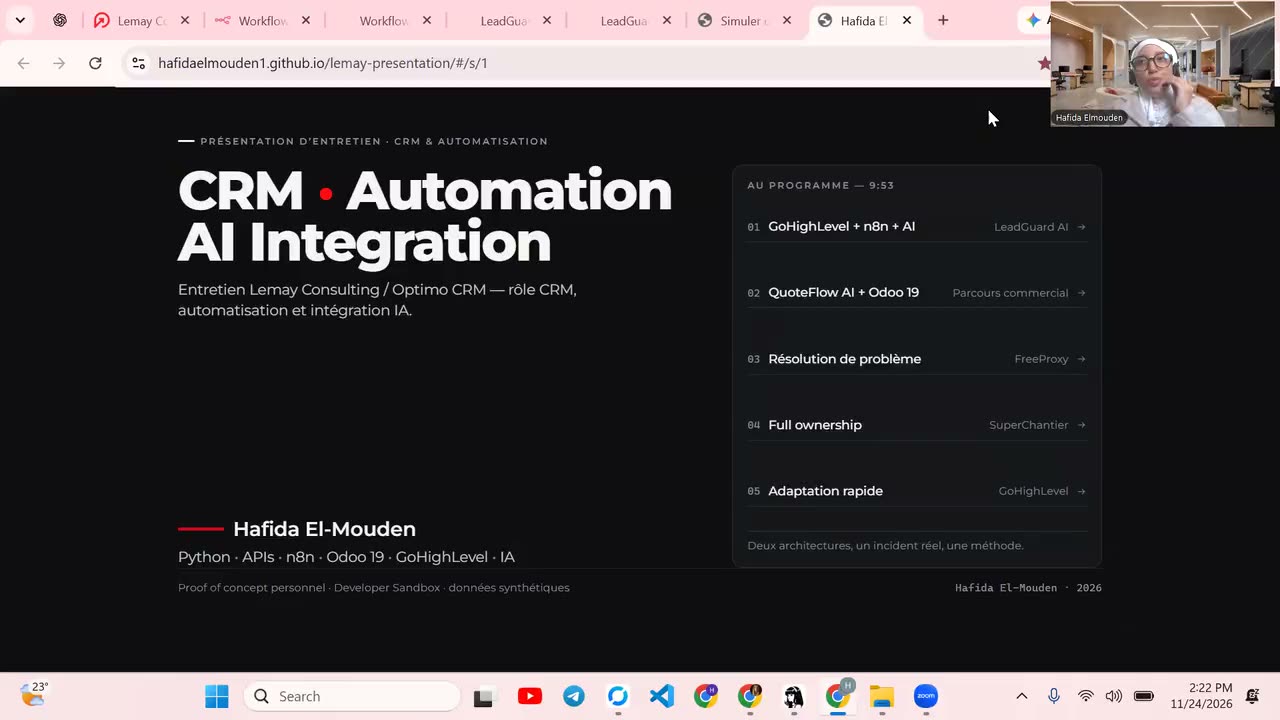 Lemay C
Workflow
Workflow
LeadGua
LeadGua
Simuler
Hafida El
hafidaelmouden1.github.io/lemay-presentation/#/s/1
Hafida Elmouden
PRÉSENTATION D'ENTRETIEN · CRM & AUTOMATISATION
CRM · Automation
AI Integration
Entretien Lemay Consulting / Optimo CRM — rôle CRM,
automatisation et intégration IA.
Hafida El-Mouden
Python · APIs · n8n · Odoo 19 · GoHighLevel · IA
Proof of concept personnel · Developer Sandbox · données synthétiques
AU PROGRAMME — 9:53
01 GoHighLevel + n8n + AI LeadGuard AI →
02 QuoteFlow AI + Odoo 19 Parcours commercial →
03 Résolution de problème FreeProxy →
04 Full ownership SuperChantier →
05 Adaptation rapide GoHighLevel →
Deux architectures, un incident réel, une méthode.
Hafida El-Mouden · 2026
23°
Search
H
zoom
2:22 PM
11/24/2026